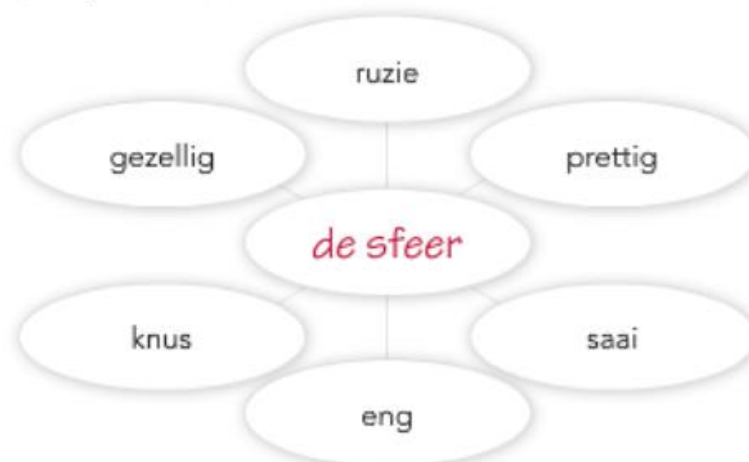 ruzie
gezellig
prettig
de sfeer
knus
saai
eng